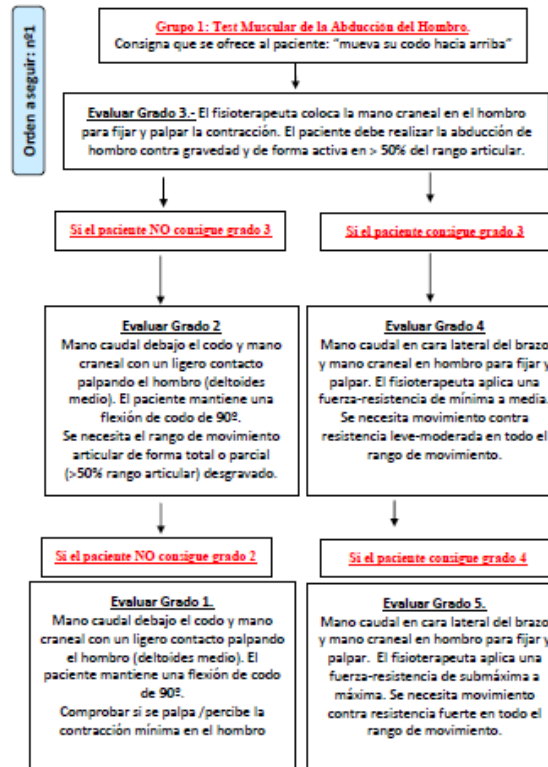 Orden a seguir: nº1
Grupo 1: Test Muscular de la Abducción del Hombro.
Consigna que se ofrece al paciente: “mueva su codo hacia arriba”
Evaluar Grado 3.- El fisioterapeuta coloca la mano craneal en el hombro
para fijar y palpar la contracción. El paciente debe realizar la abducción de
hombro contra gravedad y de forma activa en > 50% del rango articular.
Si el paciente NO consigue grado 3
Si el paciente consigue grado 3
Evaluar Grado 2
Mano caudal debajo el codo y mano
craneal con un ligero contacto
palpando el hombro (deltoides
medio). El paciente mantiene una
flexión de codo de 90º.
Se necesita el rango de movimiento
articular de forma total o parcial
(>50% rango articular) desgravado.
Evaluar Grado 4
Mano caudal en cara lateral del brazo
y mano craneal en hombro para fijar y
palpar. El fisioterapeuta aplica una
fuerza-resistencia de mínima a media.
Se necesita movimiento contra
resistencia leve-moderada en todo el
rango de movimiento.
Si el paciente NO consigue grado 2
Si el paciente consigue grado 4
Evaluar Grado 1.
Mano caudal debajo el codo y mano
craneal con un ligero contacto palpando
el hombro (deltoides medio). El
paciente mantiene una flexión de codo
de 90º.
Comprobar si se palpa /percibe la
contracción mínima en el hombro
Evaluar Grado 5.
Mano caudal en cara lateral del brazo
y mano craneal en hombro para fijar y
palpar. El fisioterapeuta aplica una
fuerza-resistencia de submáxima a
máxima. Se necesita movimiento
contra resistencia fuerte en todo el
rango de movimiento.